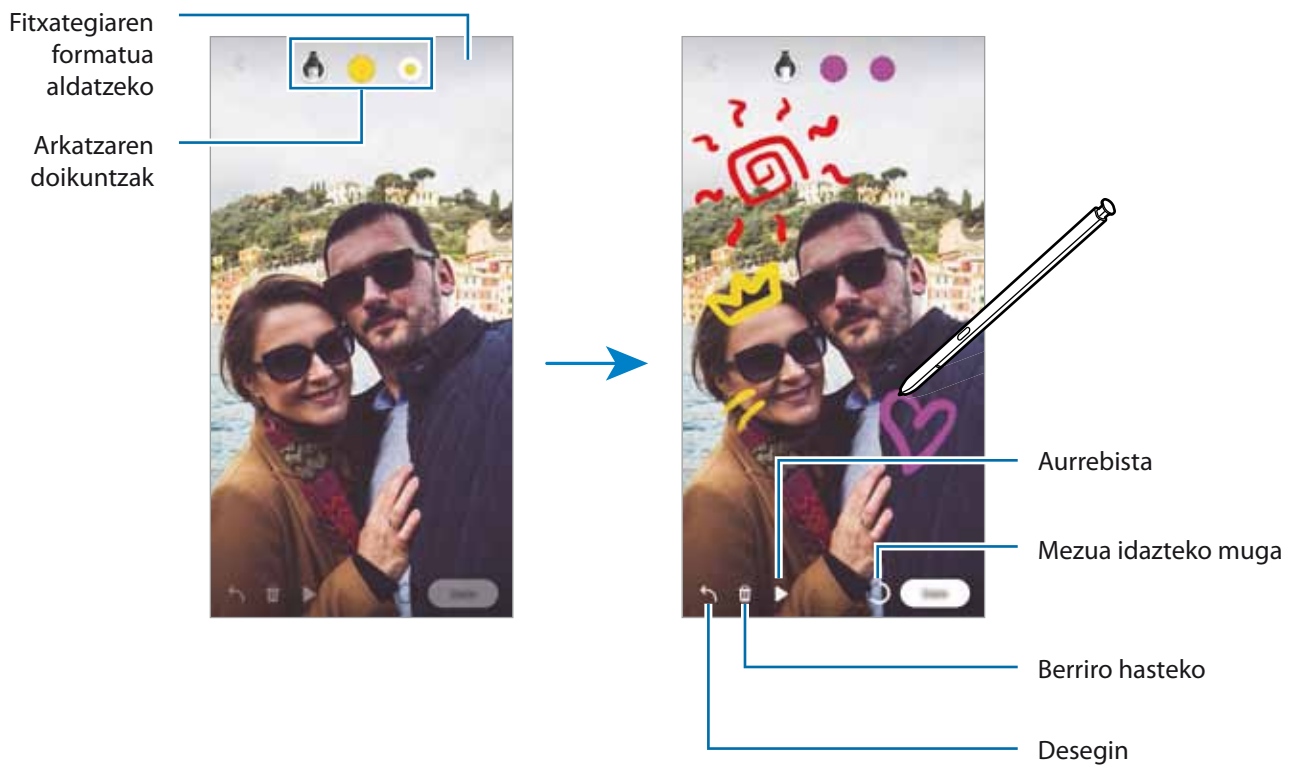 Fitxategiaren
formatua
aldatzeko
Arkatzaren
doikuntzak
Aurrebista
Mezua idazteko muga
Berriro hasteko
Desegin